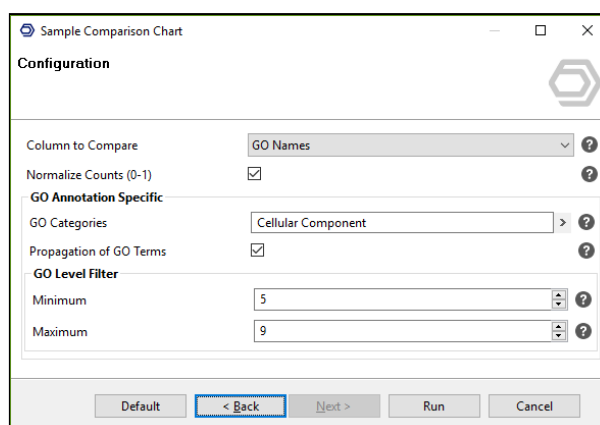 Sample Comparison Chart
Configuration
Column to Compare GO Names
Normalize Counts (0-1)
GO Annotation Specific
GO Categories Cellular Component >
Propagation of GO Terms
GO Level Filter
Minimum 5
Maximum 9
Default < Back Next > Run Cancel